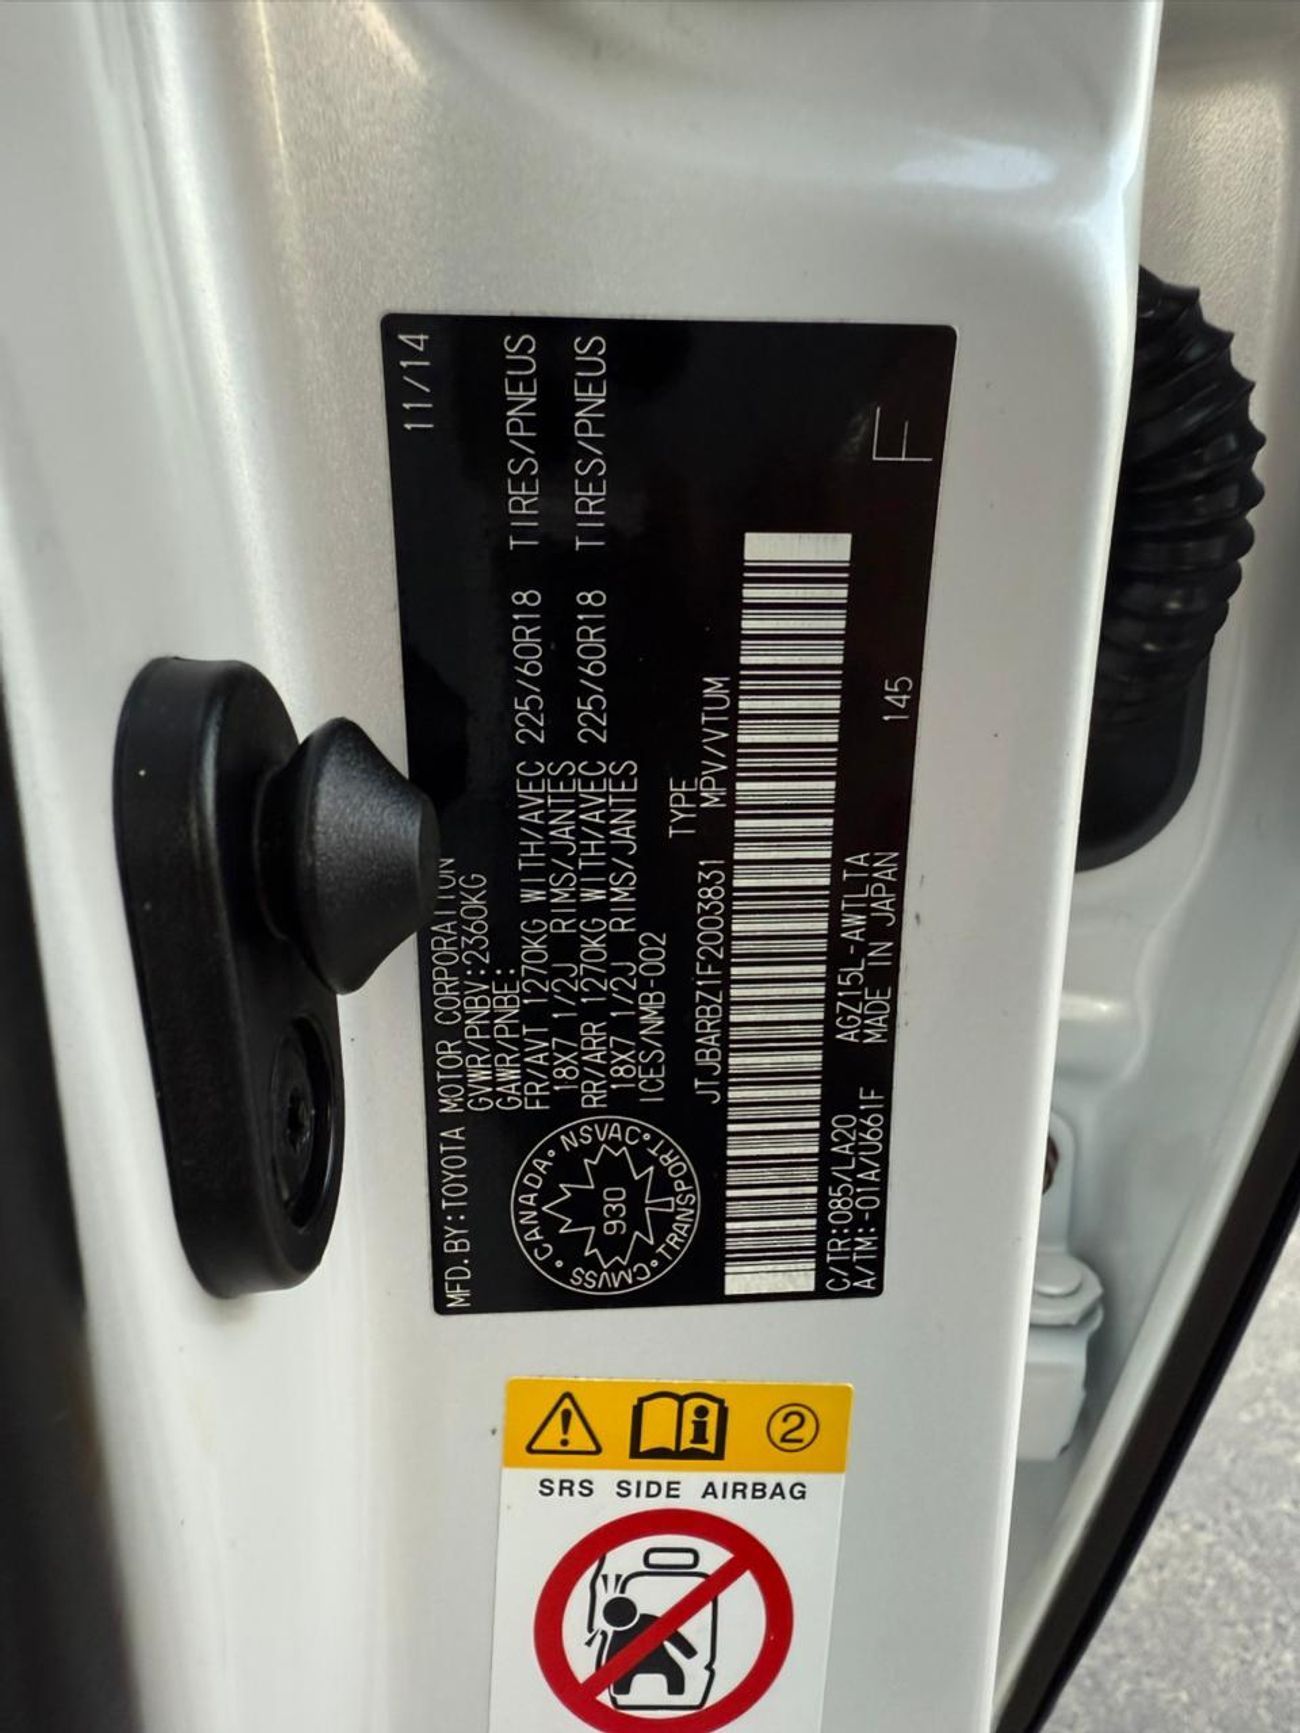 MFD.BY:TOYOTA MOTOR CORPORATION 11/14
GVWR/PNBV:2360KG
GAWR/PNBE:
FR/AVT 1270KG WITH/AVEC 225/60R18 TIRES/PNEUS
18X7 1/2J RIMS/JANTES
RR/ARR 1270KG WITH/AVEC 225/60R18 TIRES/PNEUS
18X7 1/2J RIMS/JANTES
ICES/NMB-002
CANADA • NSVAC • TRANSPORT • CMVSS •
930
TYPE
JTJBARBZ1F2003831 MPV/VTUM
C/TR:085/LA20 AGZ15L-AWTLTA
A/TM:-01A/U661F MADE IN JAPAN 145
F
2
SRS SIDE AIRBAG